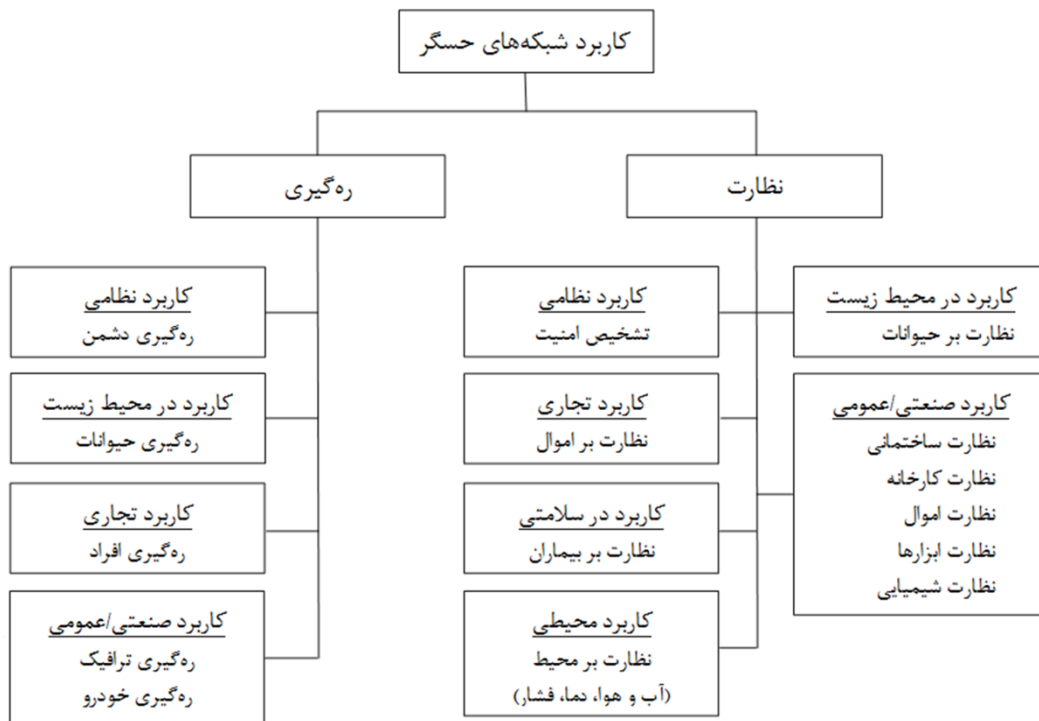 کاربرد شبکه‌های حسگر
نظارت
ره‌گیری
کاربرد در محیط زیست
نظارت بر حیوانات
کاربرد صنعتی/عمومی
نظارت ساختمانی
نظارت کارخانه
نظارت اموال
نظارت ابزارها
نظارت شیمیایی
کاربرد نظامی
تشخیص امنیت
کاربرد تجاری
نظارت بر اموال
کاربرد در سلامتی
نظارت بر بیماران
کاربرد محیطی
نظارت بر محیط
(آب و هوا، دما، فشار)
کاربرد نظامی
ره‌گیری دشمن
کاربرد در محیط زیست
ره‌گیری حیوانات
کاربرد تجاری
ره‌گیری افراد
کاربرد صنعتی/عمومی
ره‌گیری ترافیک
ره‌گیری خودرو